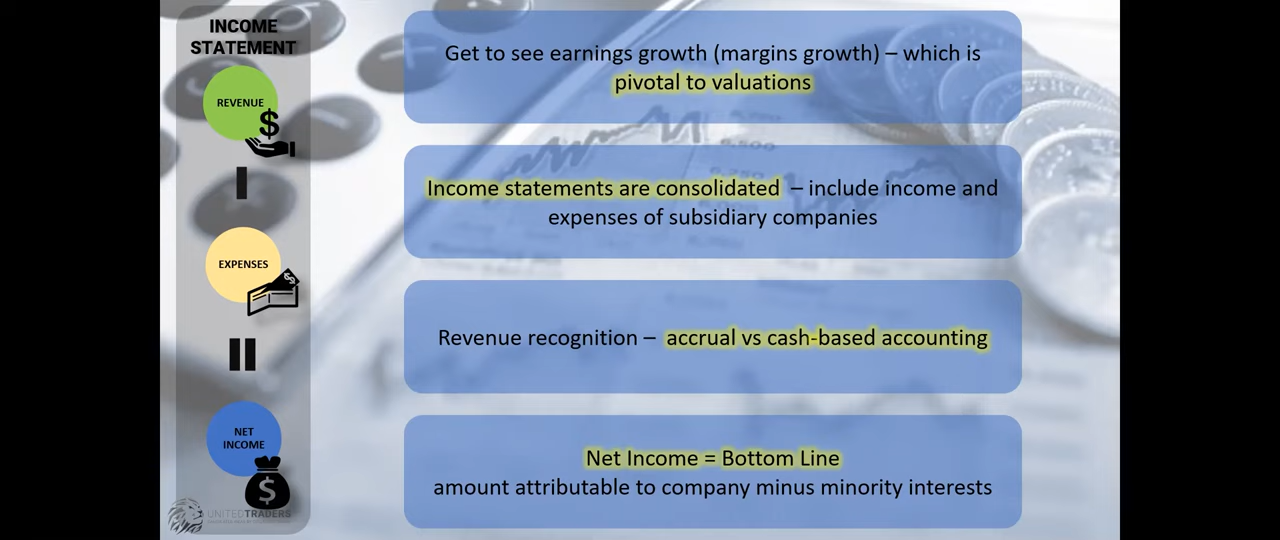 INCOME
STATEMENT
REVENUE
$
EXPENSES
$
NET
INCOME
$
UNITEDTRADERS
Get to see earnings growth (margins growth) – which is
pivotal to valuations
Income statements are consolidated – include income and
expenses of subsidiary companies
Revenue recognition – accrual vs cash-based accounting
Net Income = Bottom Line
amount attributable to company minus minority interests